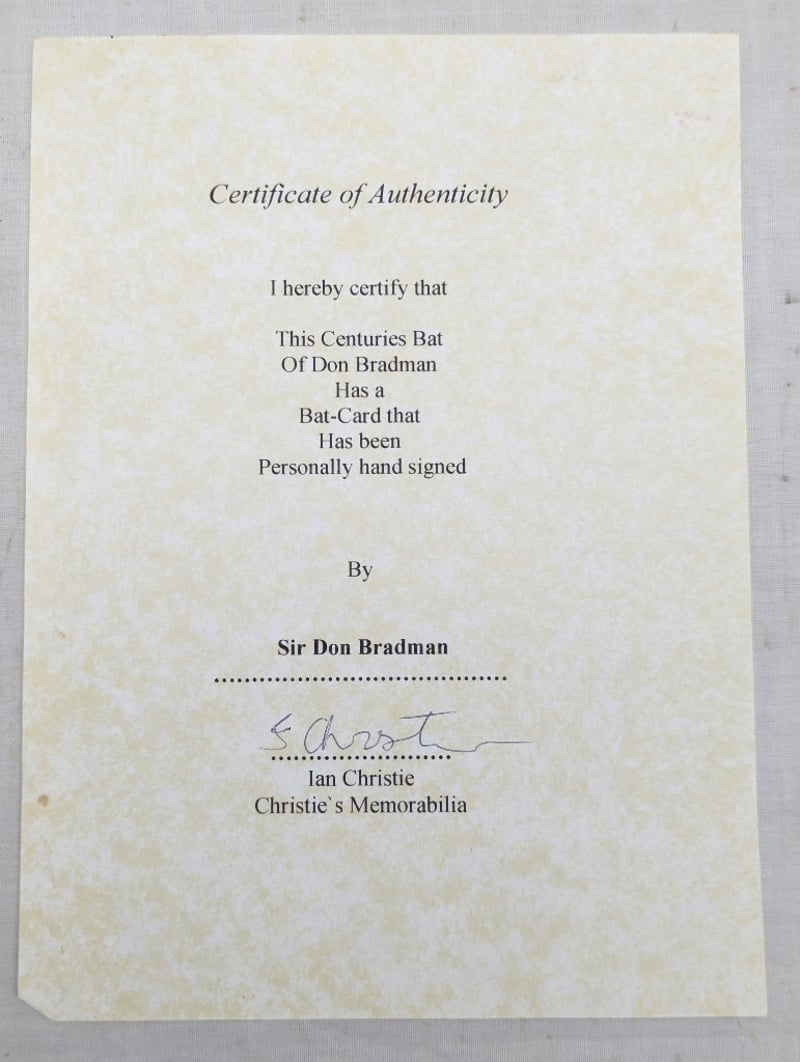 Certificate of Authenticity
I hereby certify that
This Centuries Bat
Of Don Bradman
Has a
Bat-Card that
Has been
Personally hand signed
By
Sir Don Bradman
......................................
I Christie
........................
Ian Christie
Christie`s Memorabilia